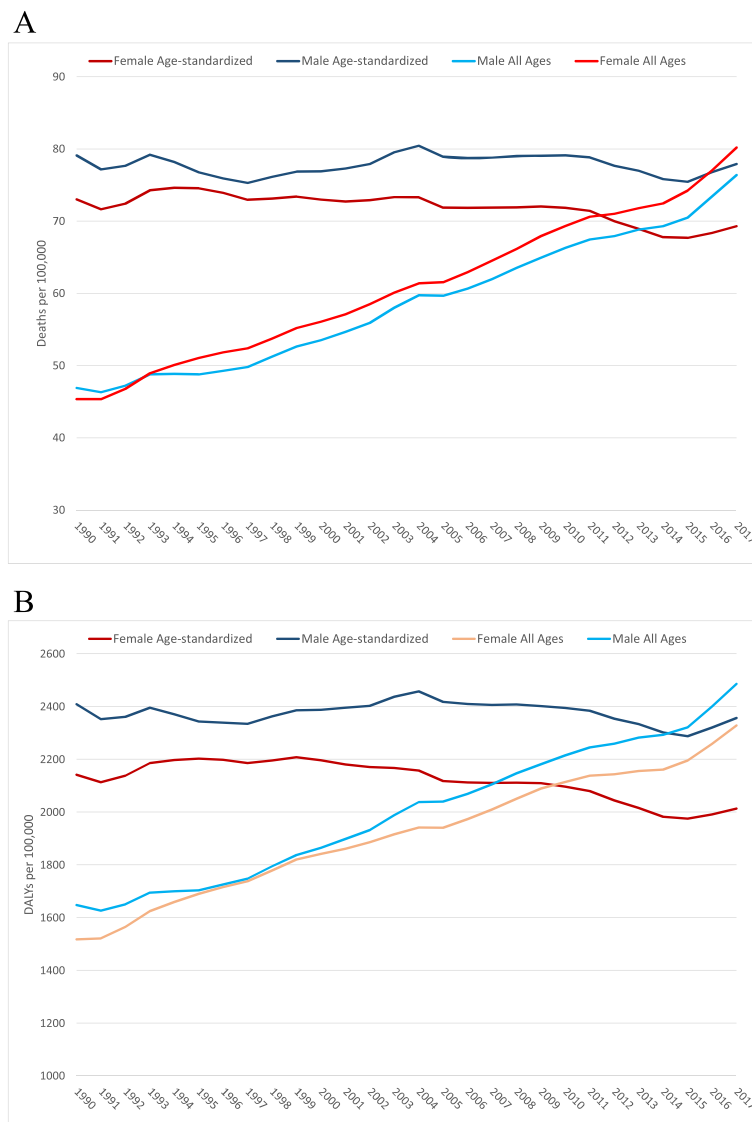 A
Female Age-standardized Male Age-standardized Male All Ages Female All Ages
90
80
70
60
50
40
30
Deaths per 100,000
1990 1991 1992 1993 1994 1995 1996 1997 1998 1999 2000 2001 2002 2003 2004 2005 2006 2007 2008 2009 2010 2011 2012 2013 2014 2015 2016 2017
B
Female Age-standardized Male Age-standardized Female All Ages Male All Ages
2600
2400
2200
2000
1800
1600
1400
1200
1000
DALYs per 100,000
1990 1991 1992 1993 1994 1995 1996 1997 1998 1999 2000 2001 2002 2003 2004 2005 2006 2007 2008 2009 2010 2011 2012 2013 2014 2015 2016 2017